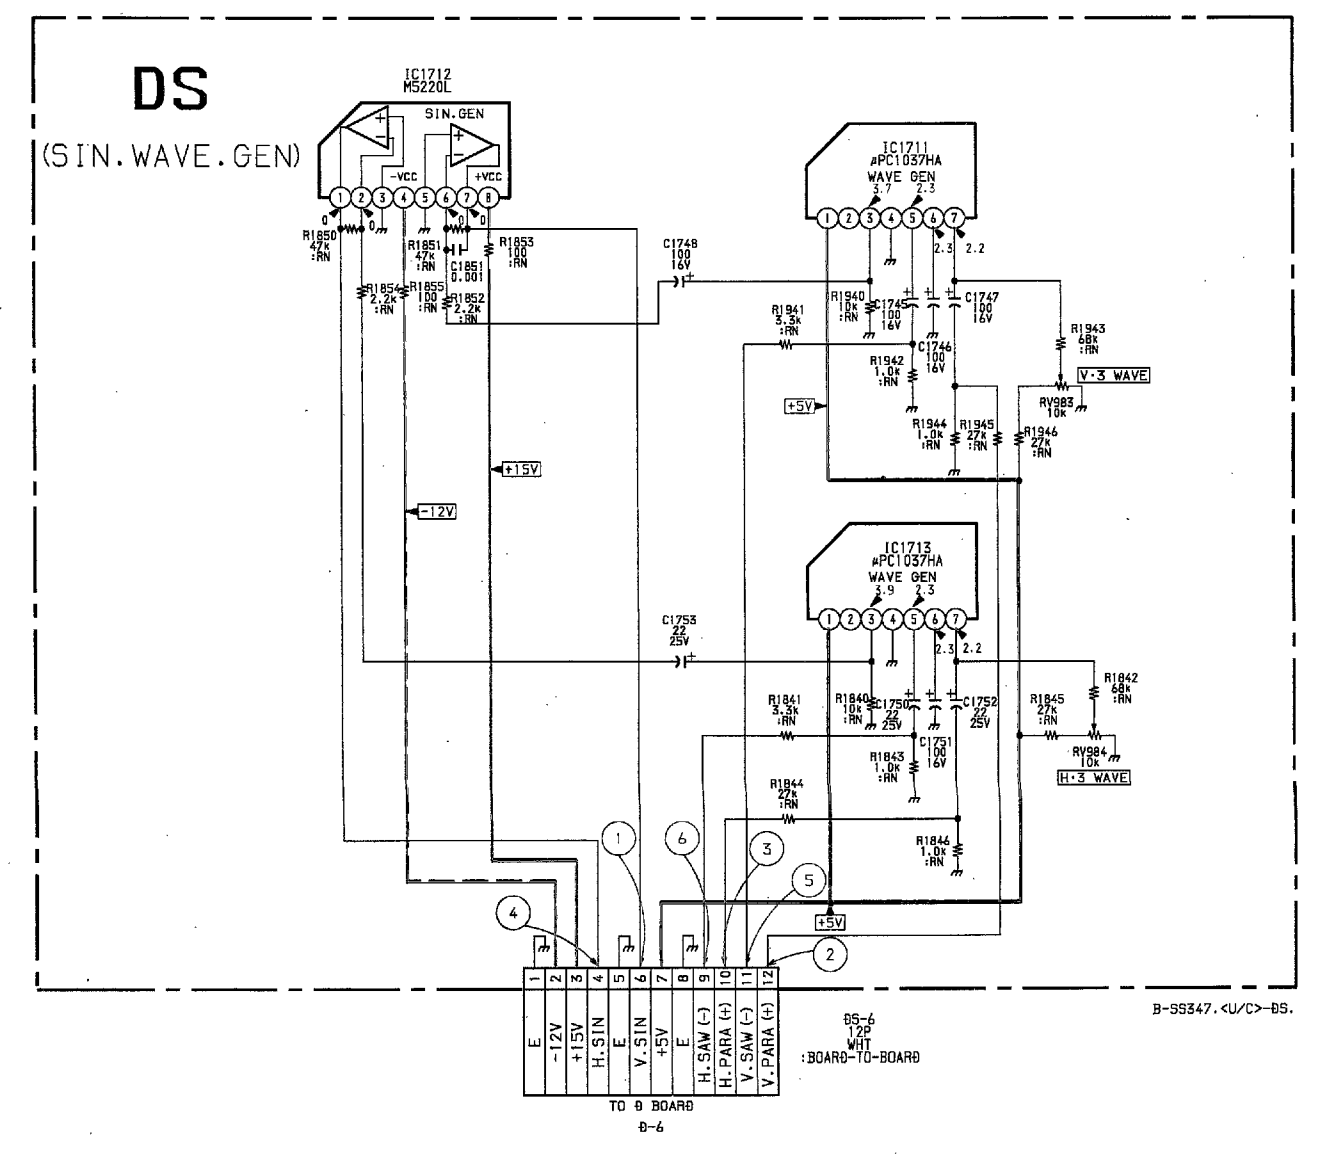 DS
(SIN.WAVE.GEN)
IC1712
M5220L
SIN.GEN
-VCC
+VCC
1 2 3 4 5 6 7 8
0
0
0
0
R1850
47k
:RN
R1854
2.2k
:RN
R1855
100
:RN
R1851
47k
:RN
C1851
0.001
R1852
2.2k
:RN
R1853
100
:RN
C1748
100
16V
IC1711
µPC1037HA
WAVE GEN
3.7 2.3
1 2 3 4 5 6 7
2.3 2.2
R1940
10k
:RN
C1745
100
16V
C1746
100
16V
C1747
100
16V
R1941
3.3k
:RN
R1942
1.0k
:RN
R1943
68k
:RN
V·3 WAVE
RV983
10k
+5V
R1944
1.0k
:RN
R1945
27k
:RN
R1946
27k
:RN
+15V
-12V
IC1713
µPC1037HA
WAVE GEN
3.9 2.3
1 2 3 4 5 6 7
2.3 2.2
C1753
22
25V
R1841
3.3k
:RN
R1840
10k
:RN
C1750
22
25V
C1751
100
16V
C1752
22
25V
R1842
68k
:RN
R1845
27k
:RN
RV984
10k
H·3 WAVE
R1843
1.0k
:RN
R1844
27k
:RN
R1846
1.0k
:RN
1 6 3
5
4
2
+5V
1 2 3 4 5 6 7 8 9 10 11 12
E
-12V
+15V
H.SIN
E
V.SIN
+5V
E
H.SAW(-)
H.PARA(+)
V.SAW(-)
V.PARA(+)
DS-6
12P
WHT
:BOARD-TO-BOARD
B-SS347.<U/C>-DS.
TO D BOARD
D-6